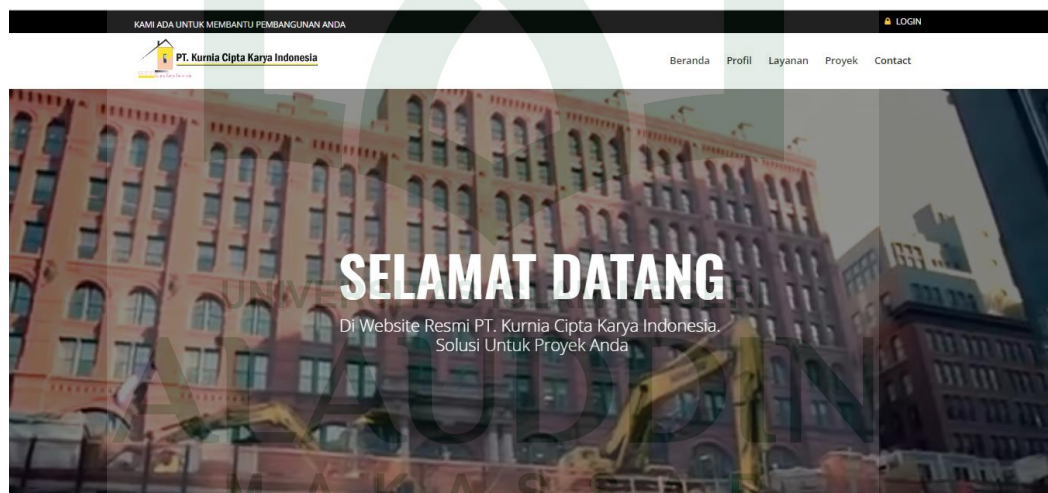 KAMI ADA UNTUK MEMBANTU PEMBANGUNAN ANDA
LOGIN
PT. Kurnia Cipta Karya Indonesia
Beranda Profil Layanan Proyek Contact
SELAMAT DATANG
Di Website Resmi PT. Kurnia Cipta Karya Indonesia.
Solusi Untuk Proyek Anda
ALAUDDIN